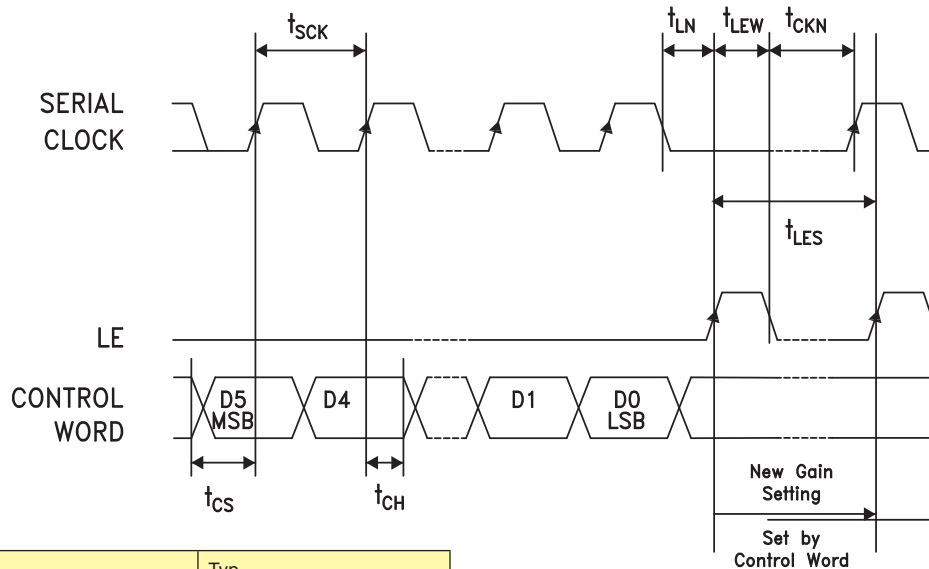 tSCK
tLN tLEW tCKN
SERIAL
CLOCK
tLES
LE
CONTROL
WORD
D5
MSB
D4
D1
D0
LSB
tCS
tCH
New Gain
Setting
Set by
Control Word
Typ